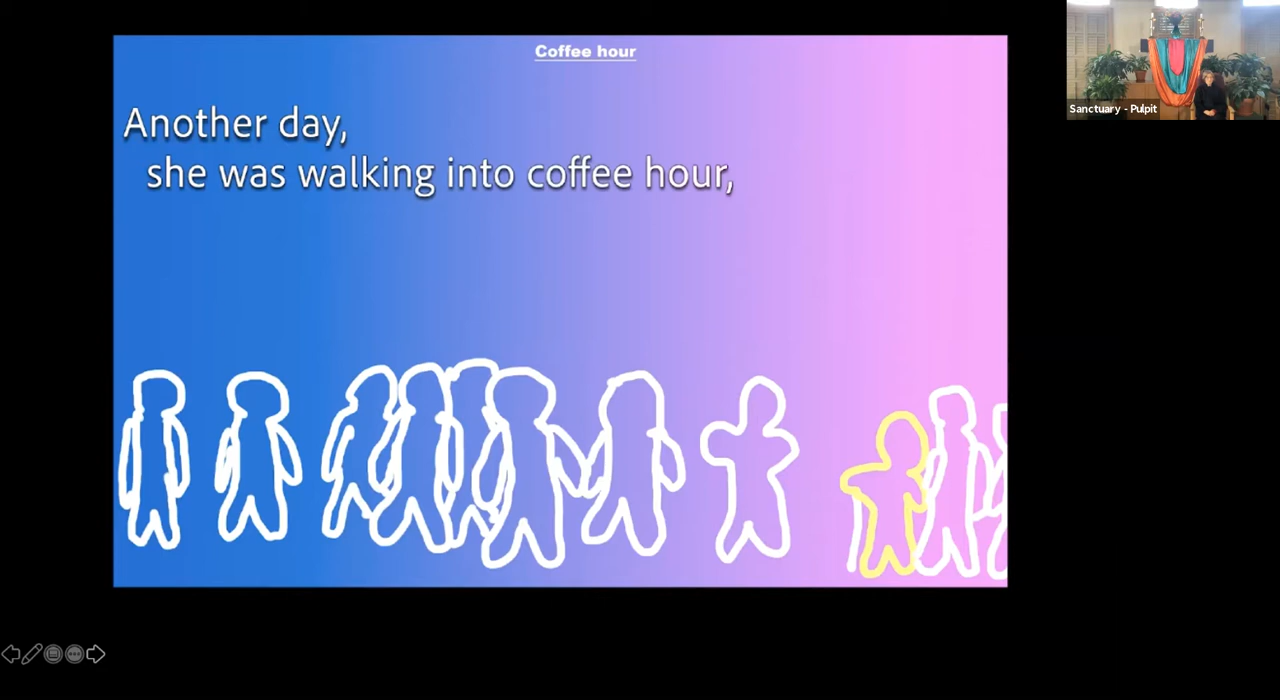 Coffee hour
Another day,
she was walking into coffee hour,
Sanctuary - Pulpit